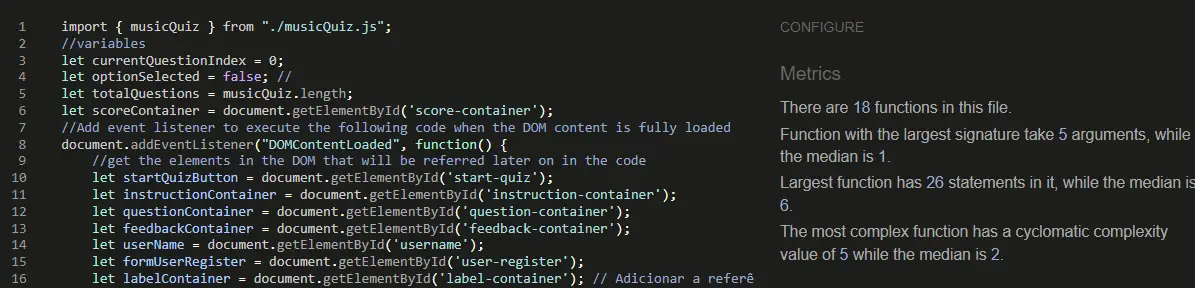 1 import { musicQuiz } from "./musicQuiz.js";
2 //variables
3 let currentQuestionIndex = 0;
4 let optionSelected = false; //
5 let totalQuestions = musicQuiz.length;
6 let scoreContainer = document.getElementById('score-container');
7 //Add event listener to execute the following code when the DOM content is fully loaded
8 document.addEventListener("DOMContentLoaded", function() {
9 //get the elements in the DOM that will be referred later on in the code
10 let startQuizButton = document.getElementById('start-quiz');
11 let instructionContainer = document.getElementById('instruction-container');
12 let questionContainer = document.getElementById('question-container');
13 let feedbackContainer = document.getElementById('feedback-container');
14 let userName = document.getElementById('username');
15 let formUserRegister = document.getElementById('user-register');
16 let labelContainer = document.getElementById('label-container'); // Adicionar a referê
CONFIGURE
Metrics
There are 18 functions in this file.
Function with the largest signature take 5 arguments, while
the median is 1.
Largest function has 26 statements in it, while the median is
6.
The most complex function has a cyclomatic complexity
value of 5 while the median is 2.